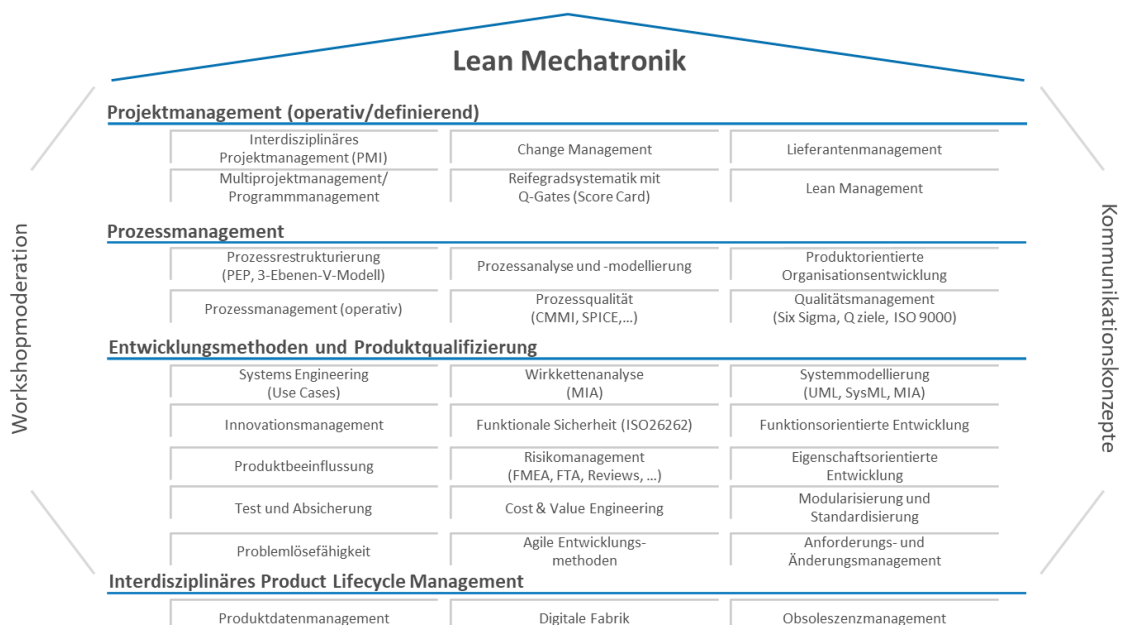 Lean Mechatronik
Projektmanagement (operativ/definierend)
Interdisziplinäres
Projektmanagement (PMI)
Change Management
Lieferantenmanagement
Multiprojektmanagement/
Programmmanagement
Reifegradsystematik mit
Q-Gates (Score Card)
Lean Management
Prozessmanagement
Prozessrestrukturierung
(PEP, 3-Ebenen-V-Modell)
Prozessanalyse und -modellierung
Produktorientierte
Organisationsentwicklung
Prozessmanagement (operativ)
Prozessqualität
(CMMI, SPICE,...)
Qualitätsmanagement
(Six Sigma, Q ziele, ISO 9000)
Entwicklungsmethoden und Produktqualifizierung
Systems Engineering
(Use Cases)
Wirkkettenanalyse
(MIA)
Systemmodellierung
(UML, SysML, MIA)
Innovationsmanagement
Funktionale Sicherheit (ISO26262)
Funktionsorientierte Entwicklung
Produktbeeinflussung
Risikomanagement
(FMEA, FTA, Reviews, ...)
Eigenschaftsorientierte
Entwicklung
Test und Absicherung
Cost & Value Engineering
Modularisierung und
Standardisierung
Problemlösefähigkeit
Agile Entwicklungs-
methoden
Anforderungs- und
Änderungsmanagement
Interdisziplinäres Product Lifecycle Management
Produktdatenmanagement
Digitale Fabrik
Obsoleszenzmanagement
Workshopmoderation
Kommunikationskonzepte